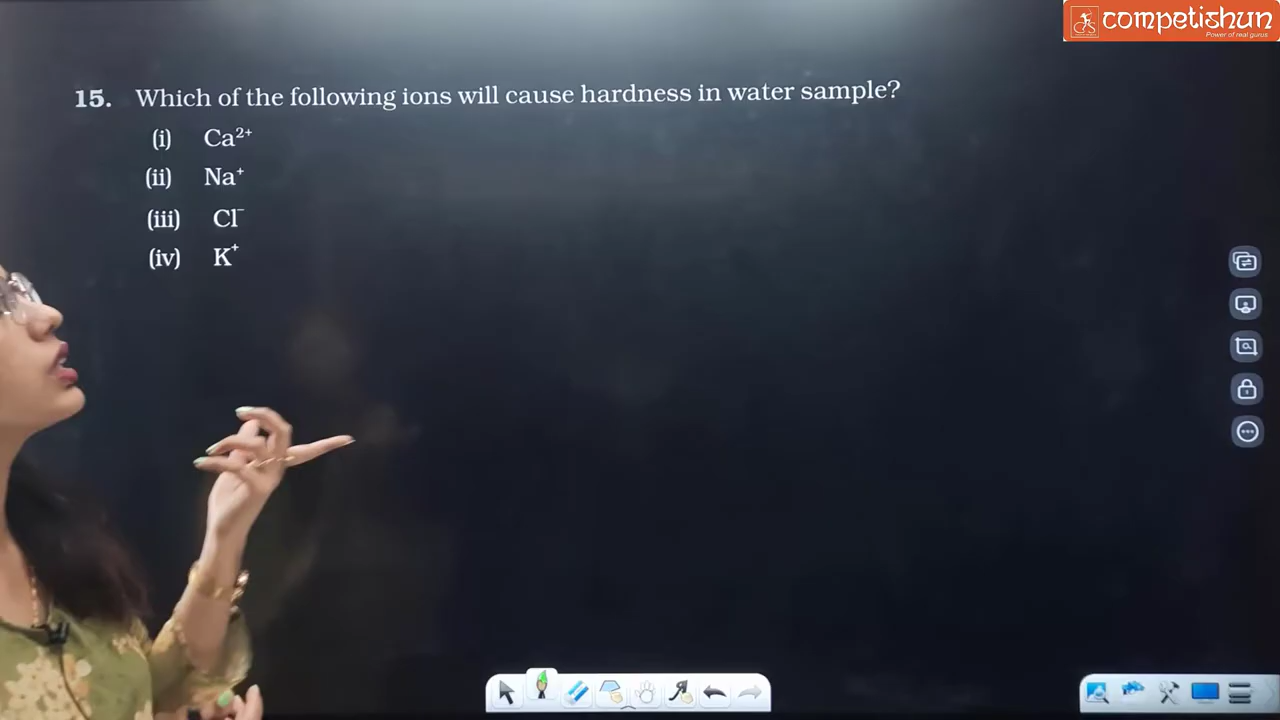 competishun
Power of real gurus
15. Which of the following ions will cause hardness in water sample?
(i) Ca²⁺
(ii) Na⁺
(iii) Cl⁻
(iv) K⁺